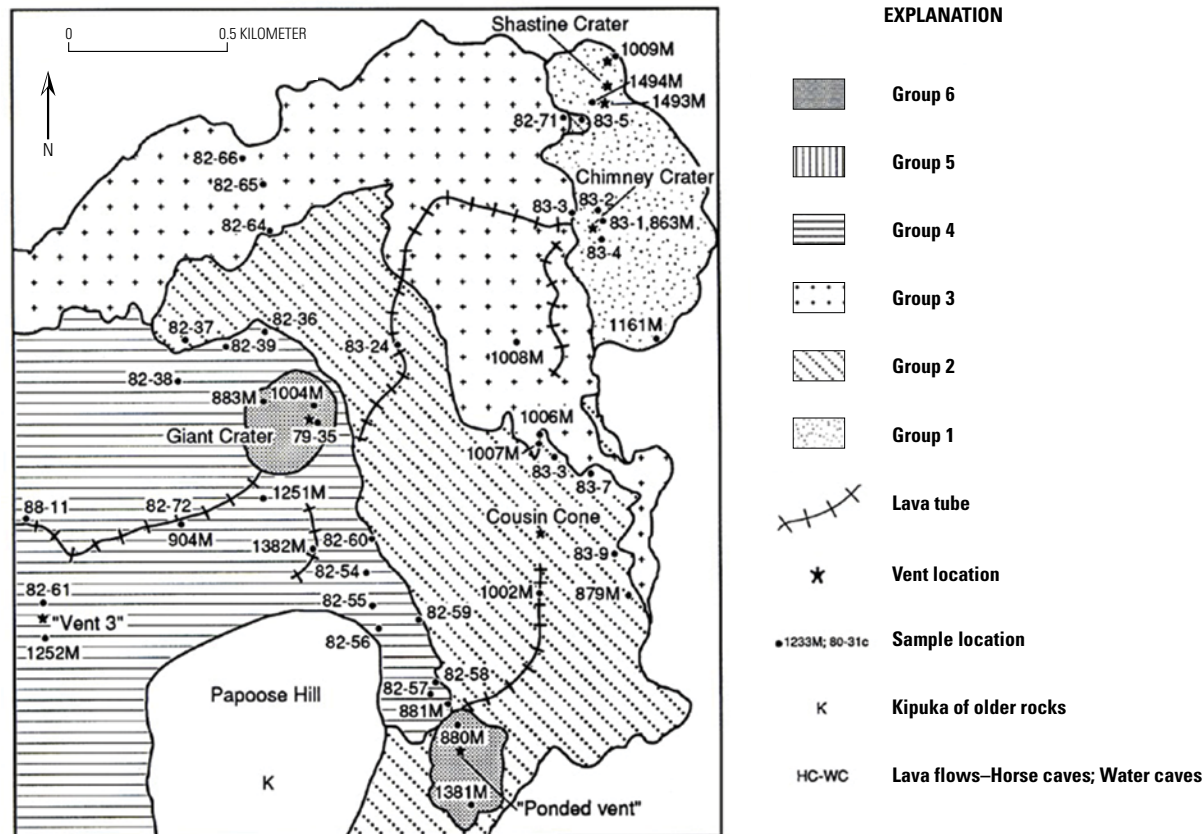 0 0.5 KILOMETER
N
Shastine Crater
1009M
1494M
1493M
82-71
83-5
82-66
82-65
Chimney Crater
83-3
83-2
83-1,863M
82-64
83-4
82-37
82-36
82-39
83-24
1161M
1008M
82-38
883M
1004M
Giant Crater
79-35
1006M
1007M
83-3
83-7
88-11
82-72
1251M
904M
1382M
82-60
Cousin Cone
83-9
82-54
1002M
879M
82-61
"Vent 3"
82-55
82-59
1252M
82-56
Papoose Hill
82-58
82-57
881M
880M
K
1381M
"Ponded vent"
EXPLANATION
Group 6
Group 5
Group 4
Group 3
Group 2
Group 1
Lava tube
Vent location
1233M; 80-31c Sample location
K Kipuka of older rocks
HC-WC Lava flows–Horse caves; Water caves